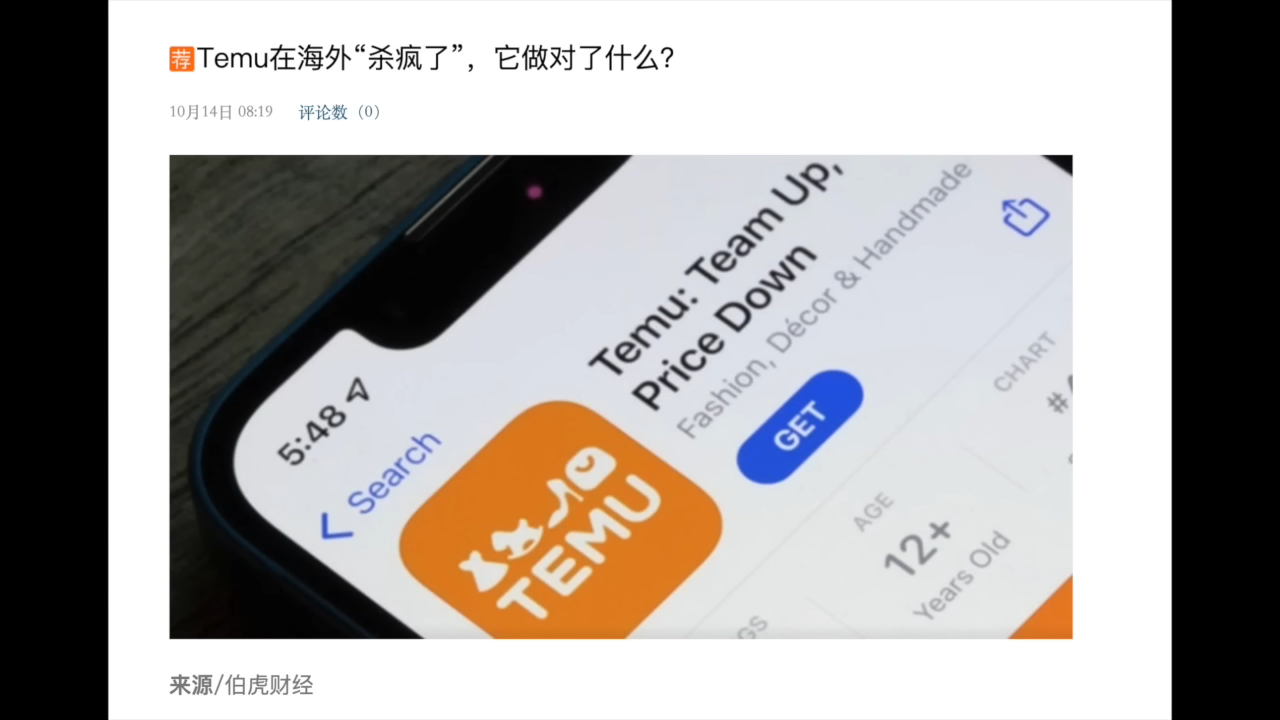 荐Temu在海外“杀疯了”，它做对了什么？
10月14日 08:19 评论数（0）
5:48
Search
Temu: Team Up,
Price Down
Fashion, Décor & Handmade
GET
TEMU
CHART
AGE
12+
Years Old
来源/伯虎财经